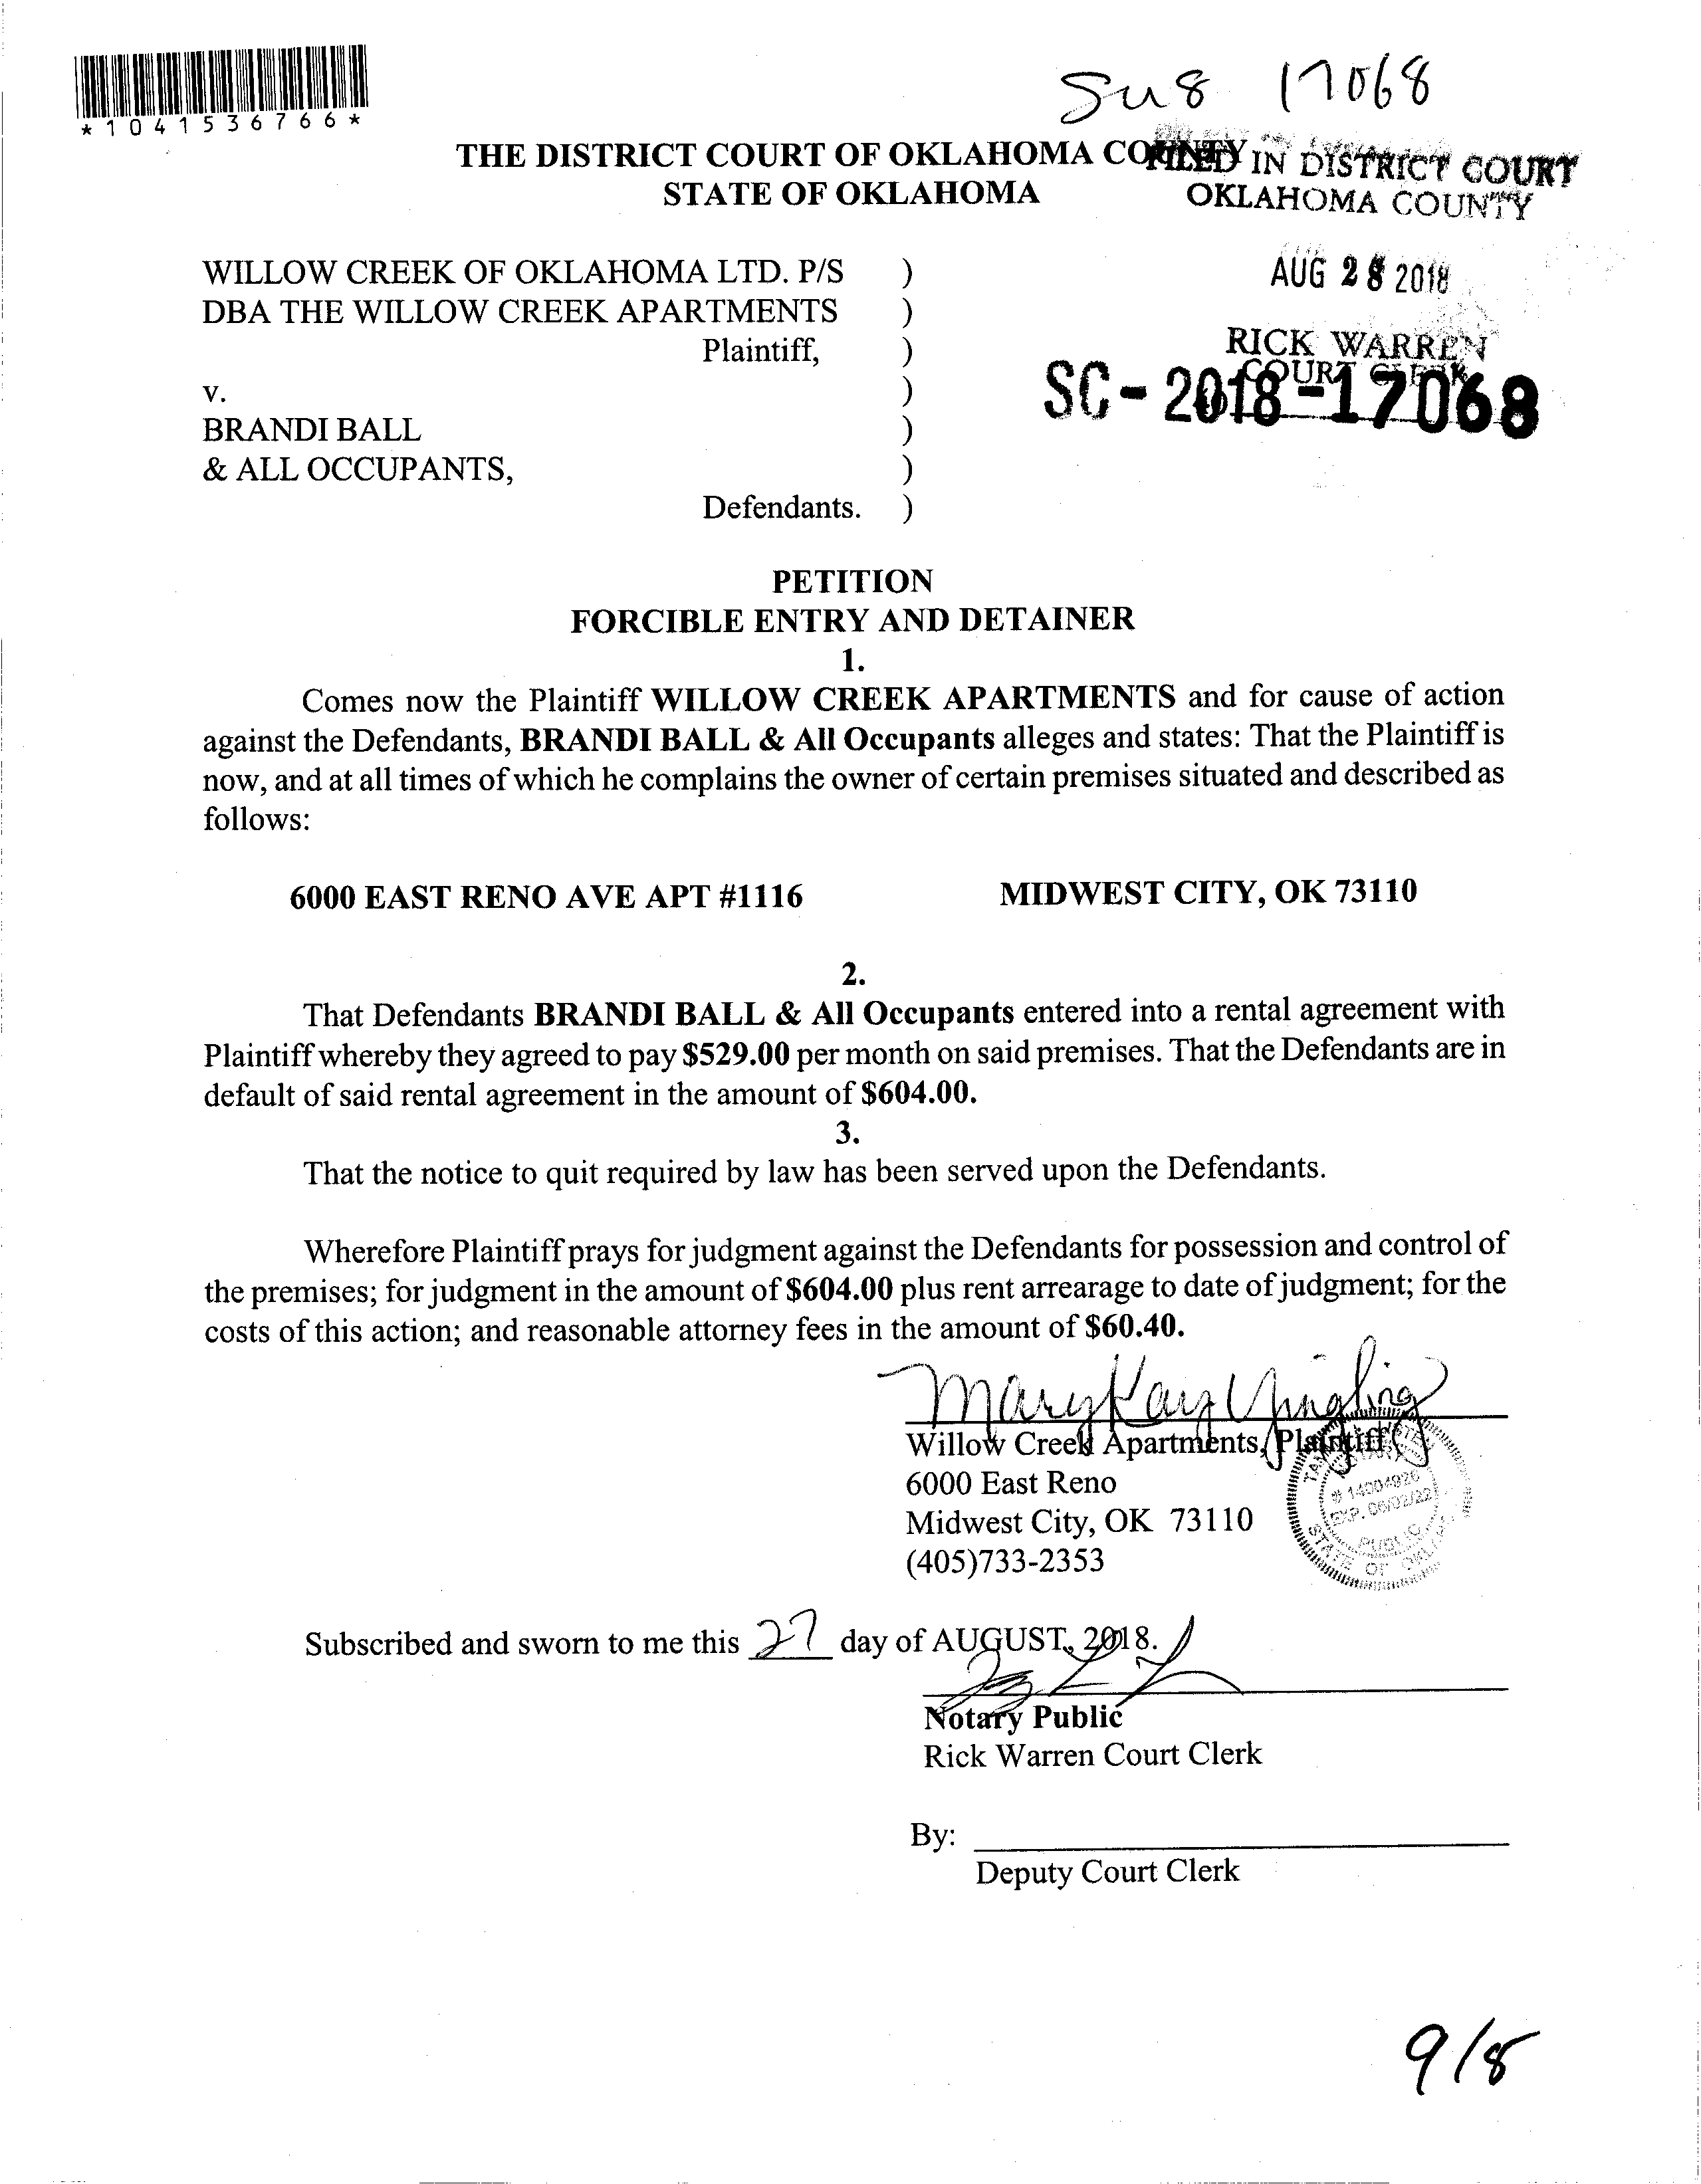 *1041536766*
17068
THE DISTRICT COURT OF OKLAHOMA COUNTY
STATE OF OKLAHOMA
FILED IN DISTRICT COURT
OKLAHOMA COUNTY
AUG 28 2018
RICK WARREN
COURT CLERK
SC-2018-17068
WILLOW CREEK OF OKLAHOMA LTD. P/S )
DBA THE WILLOW CREEK APARTMENTS )
Plaintiff, )
v. )
BRANDI BALL )
& ALL OCCUPANTS, )
Defendants. )
PETITION
FORCIBLE ENTRY AND DETAINER
1.
Comes now the Plaintiff WILLOW CREEK APARTMENTS and for cause of action
against the Defendants, BRANDI BALL & All Occupants alleges and states: That the Plaintiff is
now, and at all times of which he complains the owner of certain premises situated and described as
follows:
6000 EAST RENO AVE APT #1116 MIDWEST CITY, OK 73110
2.
That Defendants BRANDI BALL & All Occupants entered into a rental agreement with
Plaintiff whereby they agreed to pay $529.00 per month on said premises. That the Defendants are in
default of said rental agreement in the amount of $604.00.
3.
That the notice to quit required by law has been served upon the Defendants.
Wherefore Plaintiff prays for judgment against the Defendants for possession and control of
the premises; for judgment in the amount of $604.00 plus rent arrearage to date of judgment; for the
costs of this action; and reasonable attorney fees in the amount of $60.40.
Mary Kay Yingling
Willow Creek Apartments, Plaintiff
6000 East Reno
Midwest City, OK 73110
(405)733-2353
# 14004926
EXP. 06/02/22
PUBLIC
STATE OF
Subscribed and sworn to me this 27 day of AUGUST, 2018.
Notary Public
Rick Warren Court Clerk
By:
Deputy Court Clerk
9/8